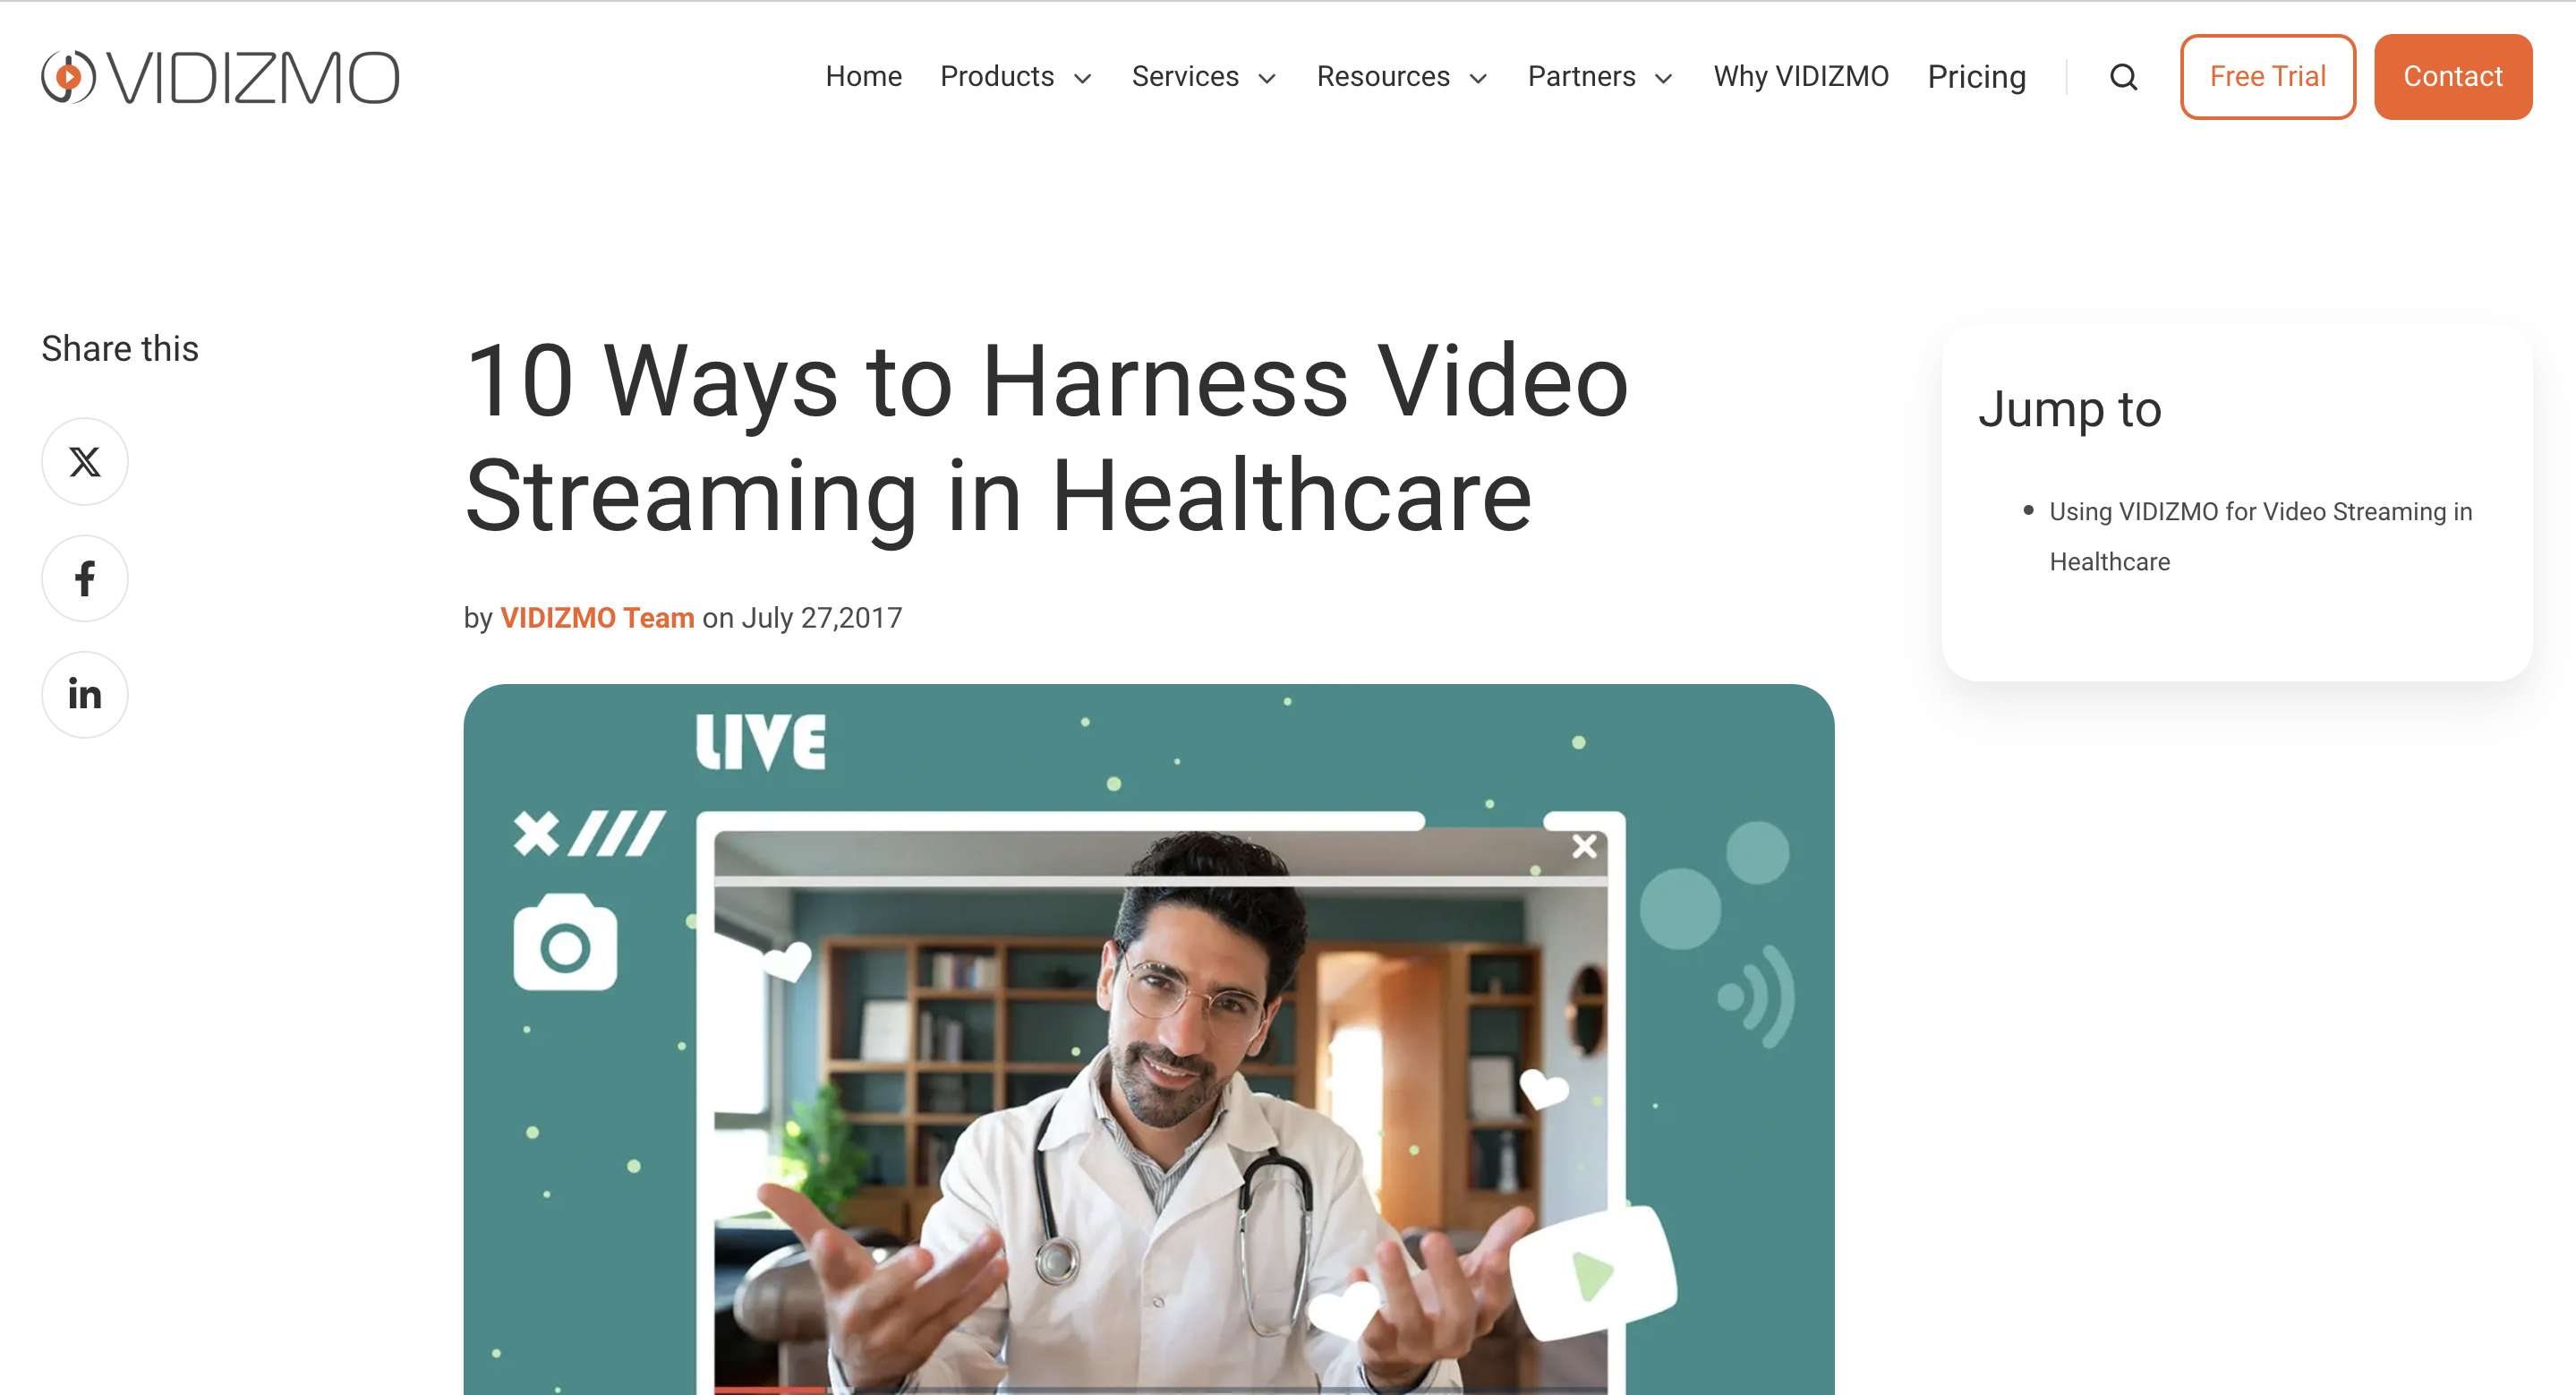 VIDIZMO
Home Products Services Resources Partners Why VIDIZMO Pricing Free Trial Contact
Share this
10 Ways to Harness Video
Streaming in Healthcare
by VIDIZMO Team on July 27,2017
Jump to
Using VIDIZMO for Video Streaming in
Healthcare
LIVE